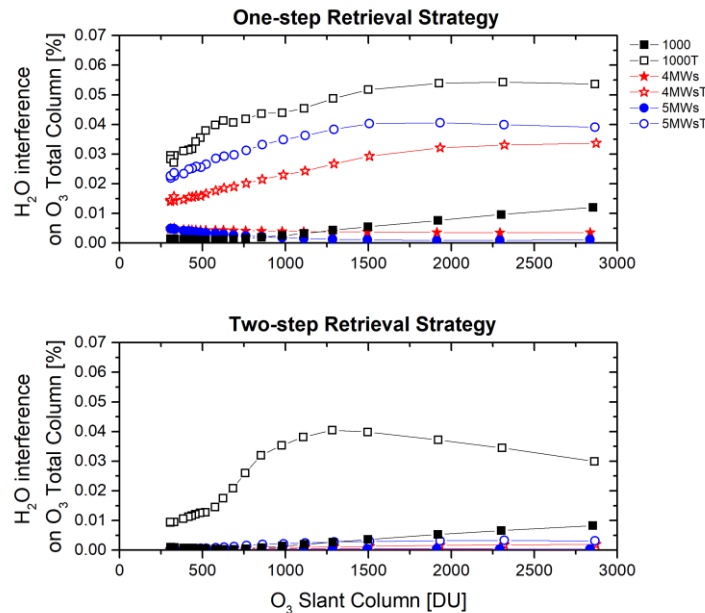 One-step Retrieval Strategy
0.07
0.06
0.05
0.04
0.03
0.02
0.01
0.00
H2O interference
on O3 Total Column [%]
0 500 1000 1500 2000 2500 3000
1000
1000T
4MWs
4MWsT
5MWs
5MWsT
Two-step Retrieval Strategy
0.07
0.06
0.05
0.04
0.03
0.02
0.01
0.00
H2O interference
on O3 Total Column [%]
0 500 1000 1500 2000 2500 3000
O3 Slant Column [DU]